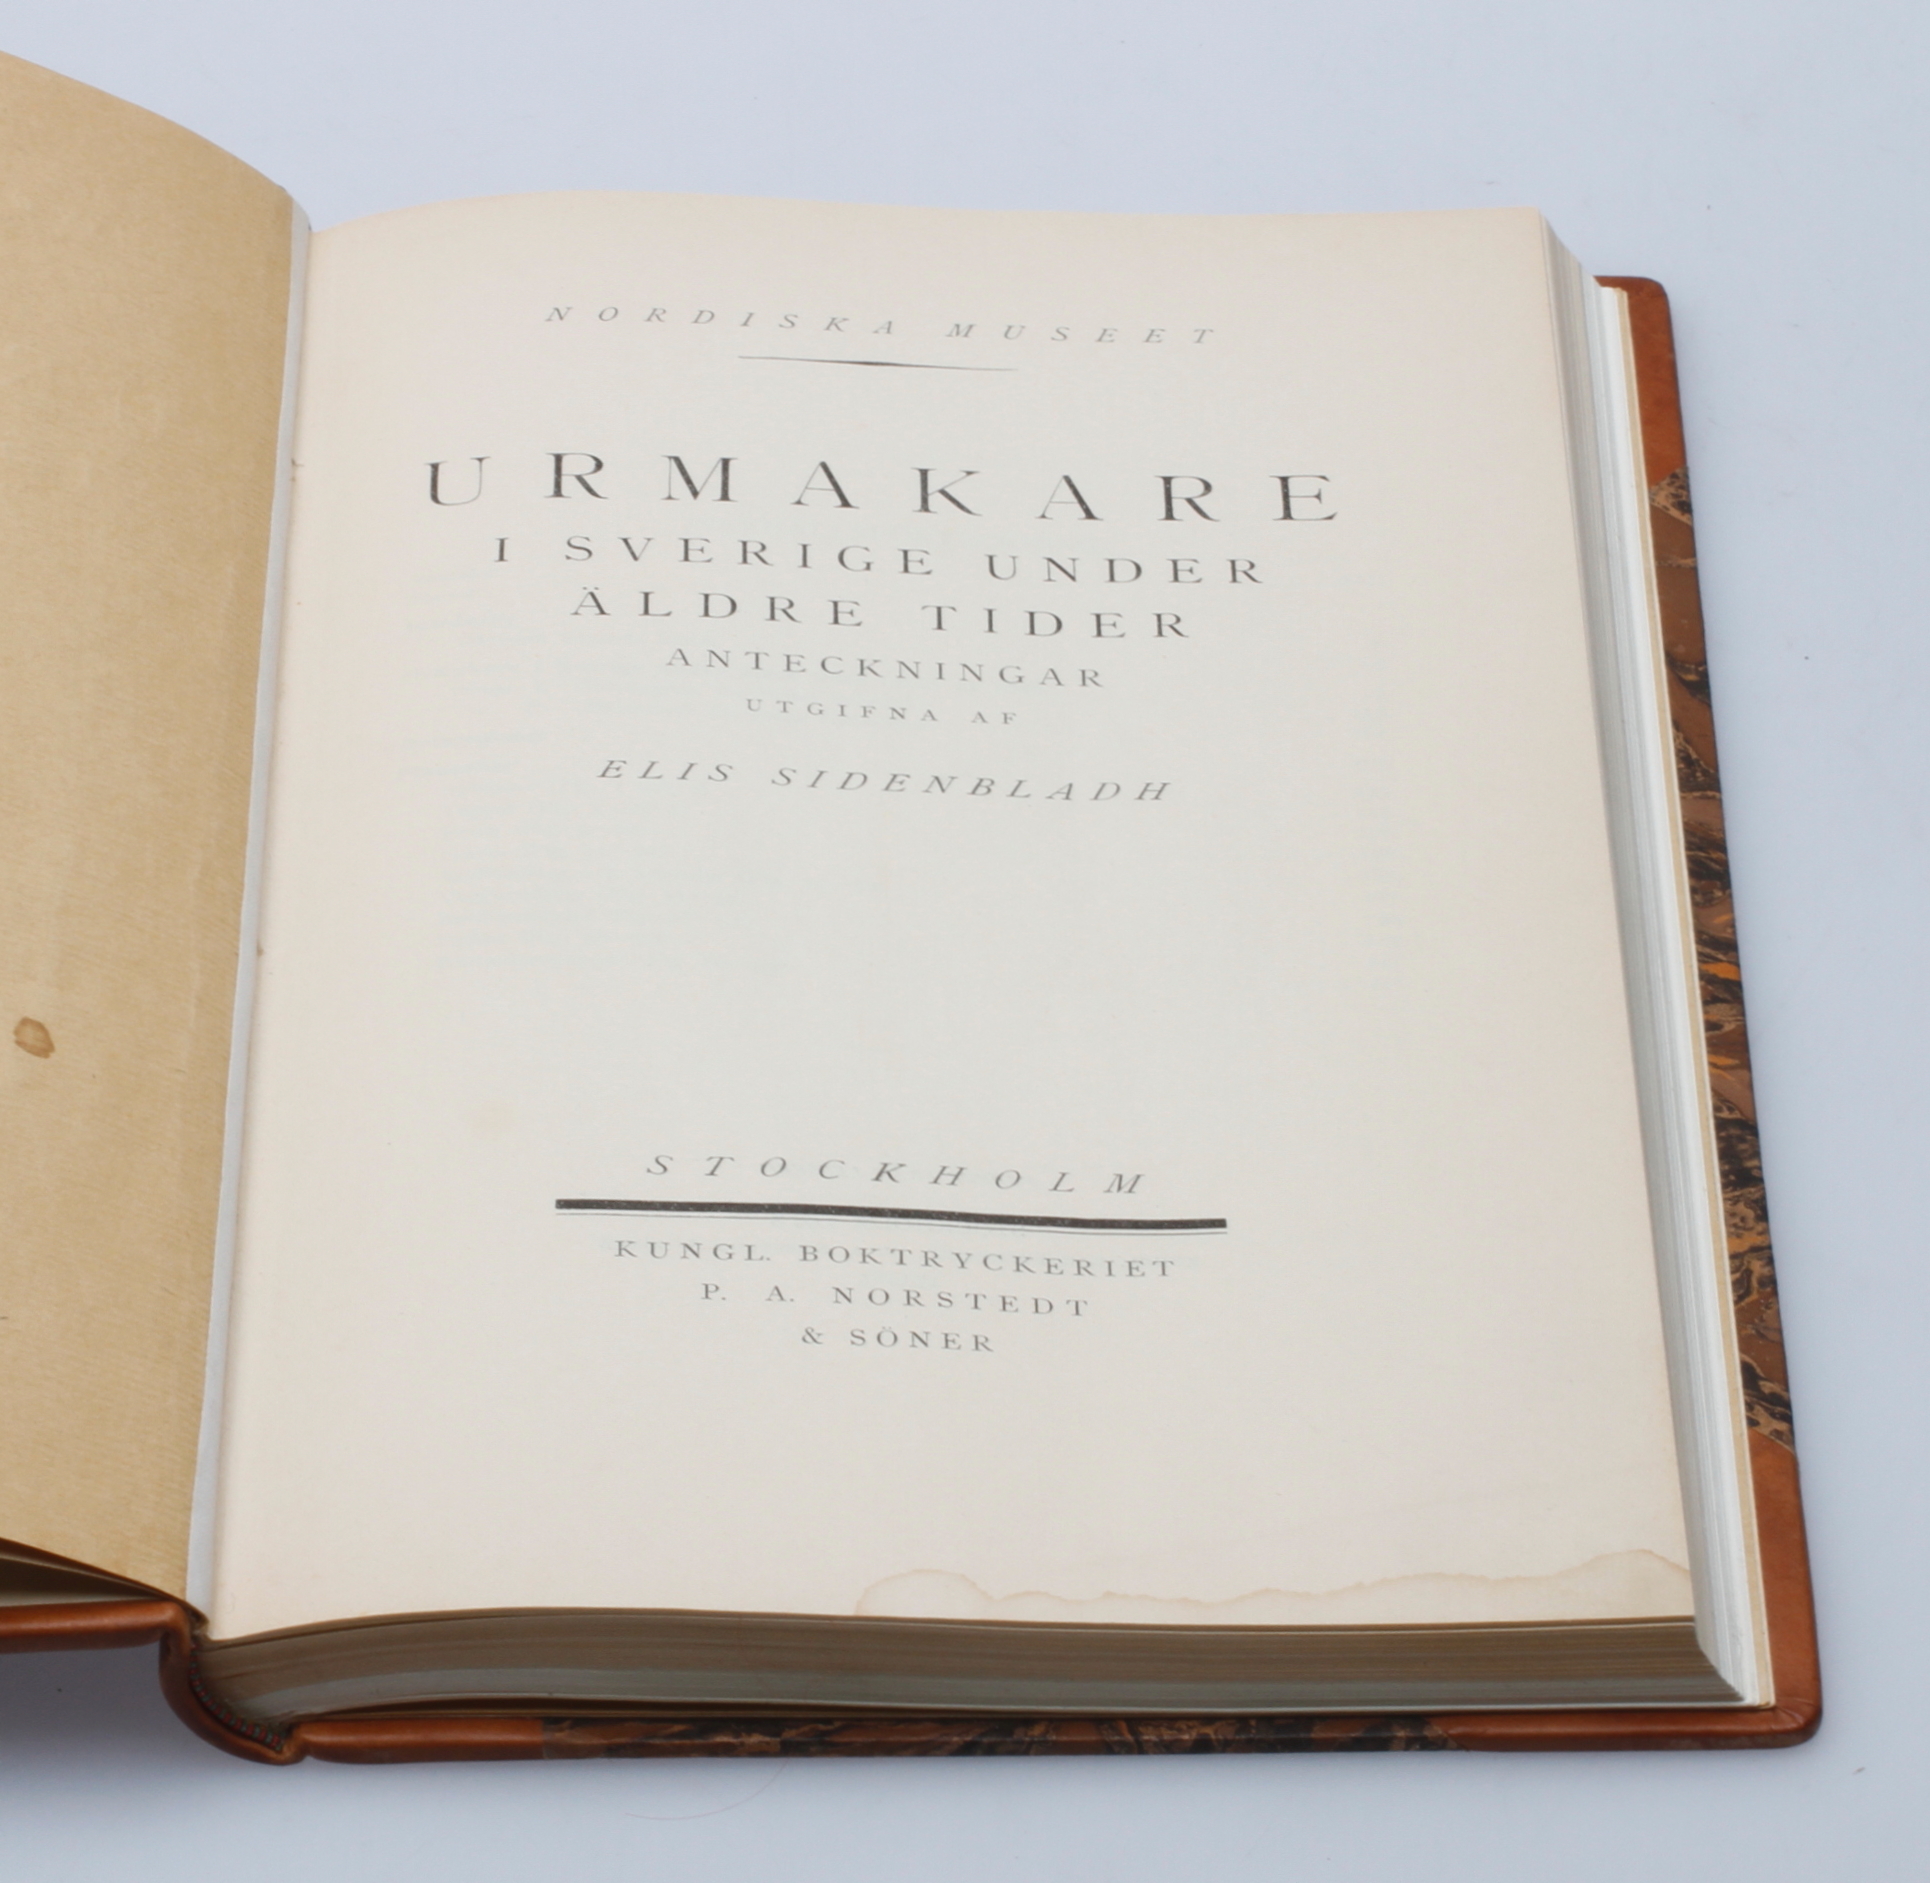 NORDISKA MUSEET
URMAKARE
I SVERIGE UNDER
ÄLDRE TIDER
ANTECKNINGAR
UTGIFNA AF
ELIS SIDENBLADH
STOCKHOLM
KUNGL. BOKTRYCKERIET
P. A. NORSTEDT
& SÖNER